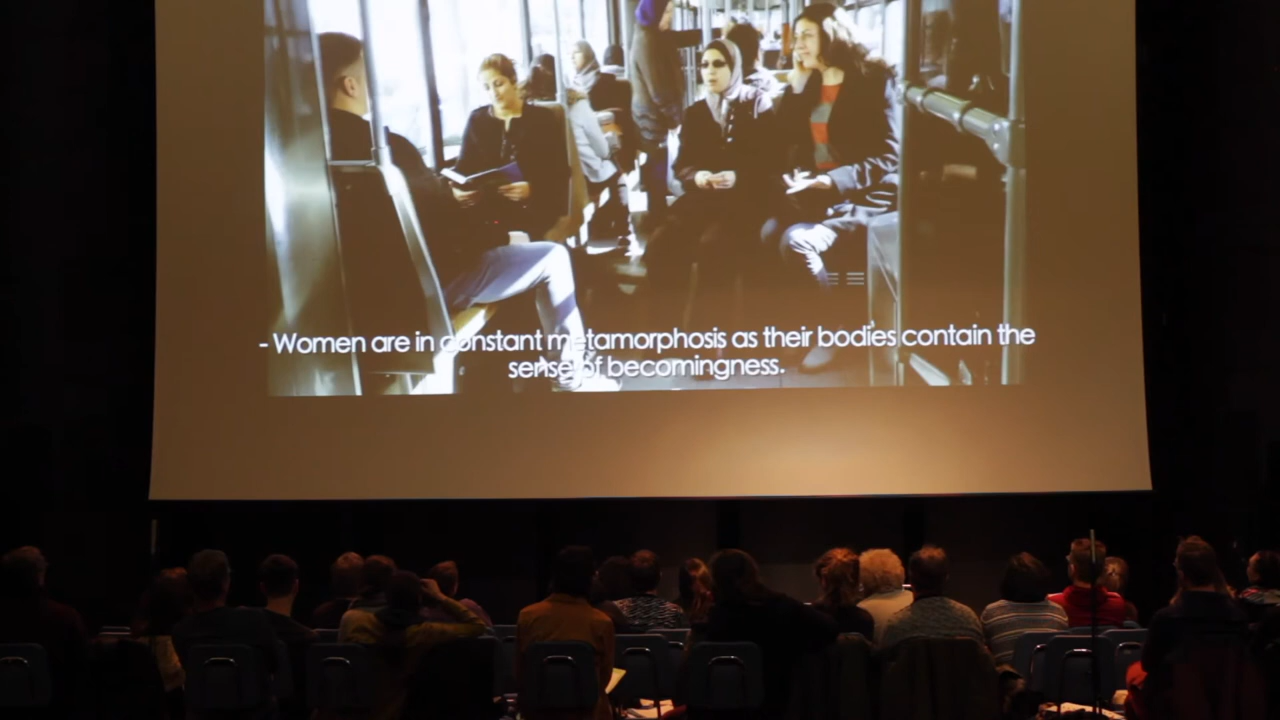 - Women are in constant metamorphosis as their bodies contain the
sense of becomingness.